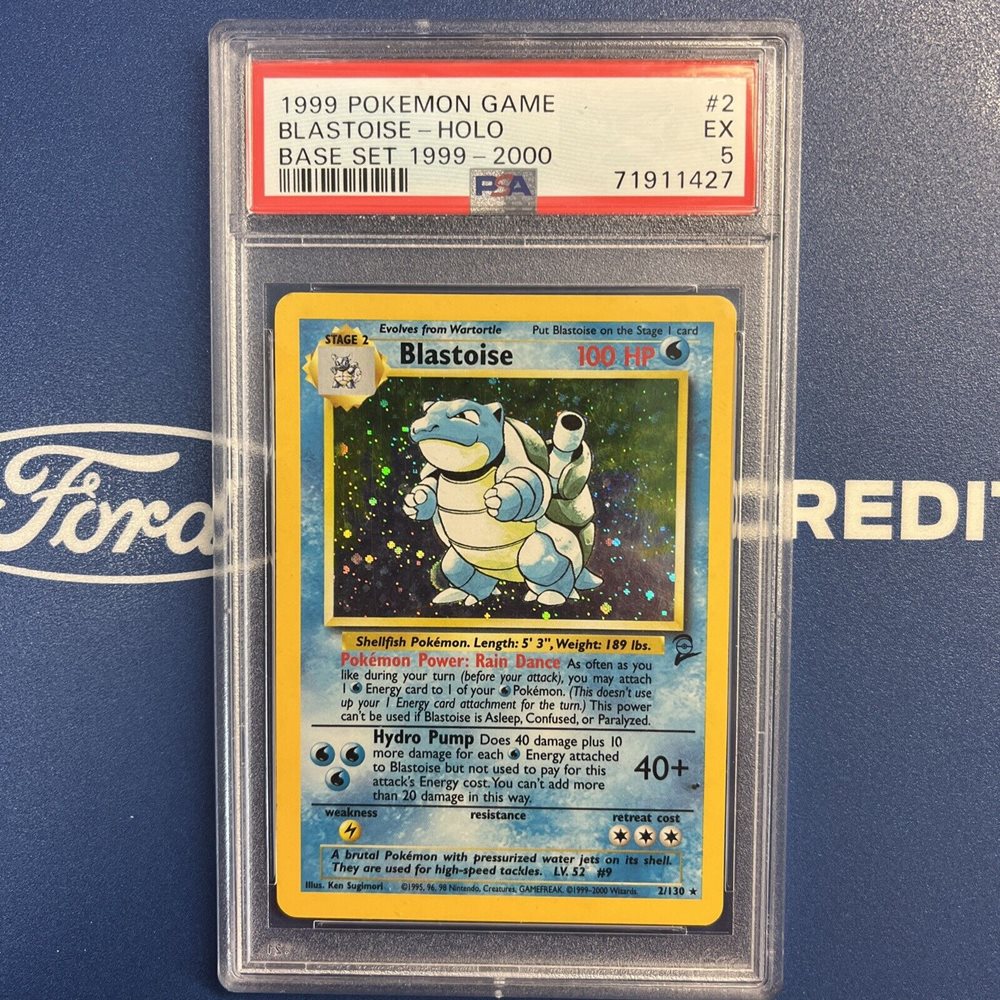 1999 POKEMON GAME #2
BLASTOISE – HOLO EX
BASE SET 1999 – 2000 5
PSA 71911427
Evolves from Wartortle Put Blastoise on the Stage 1 card
STAGE 2
Blastoise 100 HP
Ford
REDIT
Shellfish Pokémon. Length: 5' 3", Weight: 189 lbs.
Pokémon Power: Rain Dance As often as you
like during your turn (before your attack), you may attach
1 Energy card to 1 of your Pokémon. (This doesn't use
up your 1 Energy card attachment for the turn.) This power
can't be used if Blastoise is Asleep, Confused, or Paralyzed.
Hydro Pump Does 40 damage plus 10
more damage for each Energy attached
to Blastoise but not used to pay for this
attack's Energy cost. You can't add more
than 20 damage in this way.
40+
weakness resistance retreat cost
A brutal Pokémon with pressurized water jets on its shell.
They are used for high-speed tackles. LV. 52 #9
Illus. Ken Sugimori ©1995, 96, 98 Nintendo, Creatures, GAMEFREAK. ©1999-2000 Wizards. 2/130 ★